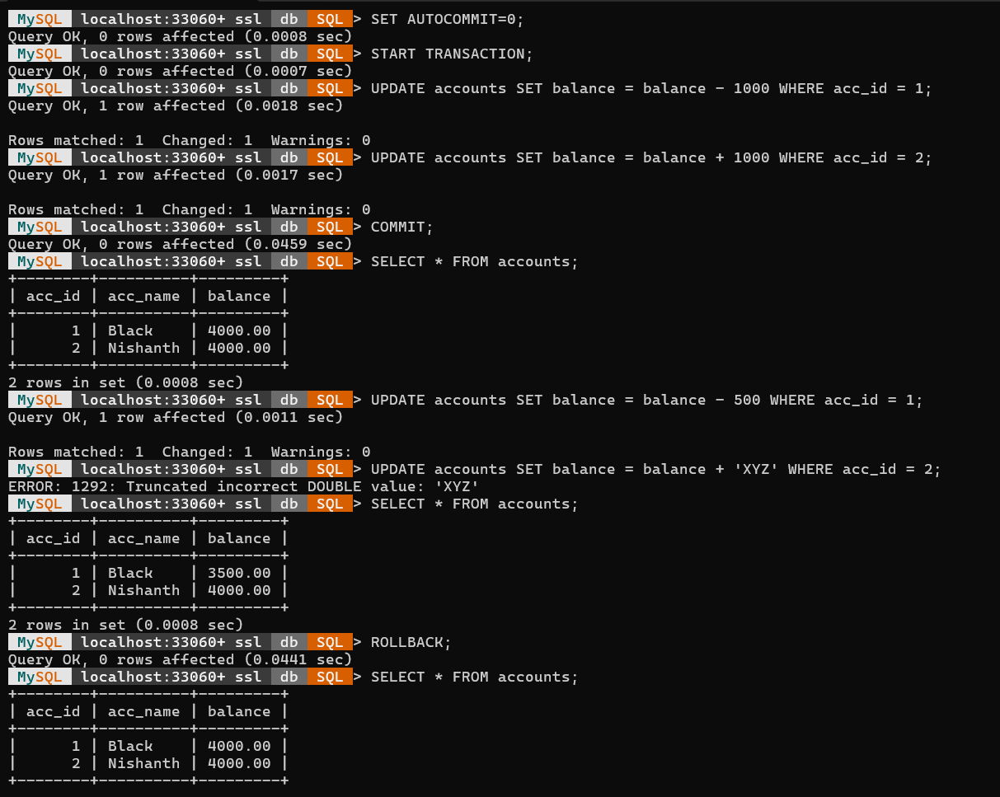 MySQL localhost:33060+ ssl db SQL > SET AUTOCOMMIT=0;
Query OK, 0 rows affected (0.0008 sec)
MySQL localhost:33060+ ssl db SQL > START TRANSACTION;
Query OK, 0 rows affected (0.0007 sec)
MySQL localhost:33060+ ssl db SQL > UPDATE accounts SET balance = balance - 1000 WHERE acc_id = 1;
Query OK, 1 row affected (0.0018 sec)

Rows matched: 1  Changed: 1  Warnings: 0
MySQL localhost:33060+ ssl db SQL > UPDATE accounts SET balance = balance + 1000 WHERE acc_id = 2;
Query OK, 1 row affected (0.0017 sec)

Rows matched: 1  Changed: 1  Warnings: 0
MySQL localhost:33060+ ssl db SQL > COMMIT;
Query OK, 0 rows affected (0.0459 sec)
MySQL localhost:33060+ ssl db SQL > SELECT * FROM accounts;
+--------+----------+---------+
| acc_id | acc_name | balance |
+--------+----------+---------+
|      1 | Black    | 4000.00 |
|      2 | Nishanth | 4000.00 |
+--------+----------+---------+
2 rows in set (0.0008 sec)
MySQL localhost:33060+ ssl db SQL > UPDATE accounts SET balance = balance - 500 WHERE acc_id = 1;
Query OK, 1 row affected (0.0011 sec)

Rows matched: 1  Changed: 1  Warnings: 0
MySQL localhost:33060+ ssl db SQL > UPDATE accounts SET balance = balance + 'XYZ' WHERE acc_id = 2;
ERROR: 1292: Truncated incorrect DOUBLE value: 'XYZ'
MySQL localhost:33060+ ssl db SQL > SELECT * FROM accounts;
+--------+----------+---------+
| acc_id | acc_name | balance |
+--------+----------+---------+
|      1 | Black    | 3500.00 |
|      2 | Nishanth | 4000.00 |
+--------+----------+---------+
2 rows in set (0.0008 sec)
MySQL localhost:33060+ ssl db SQL > ROLLBACK;
Query OK, 0 rows affected (0.0441 sec)
MySQL localhost:33060+ ssl db SQL > SELECT * FROM accounts;
+--------+----------+---------+
| acc_id | acc_name | balance |
+--------+----------+---------+
|      1 | Black    | 4000.00 |
|      2 | Nishanth | 4000.00 |
+--------+----------+---------+